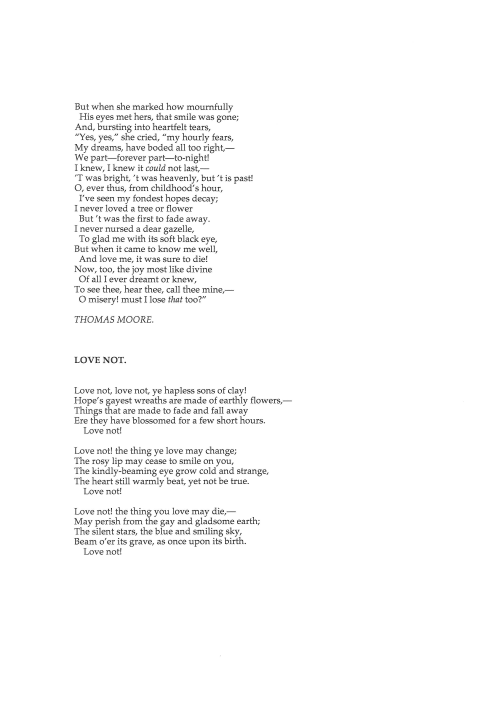 But when she marked how mournfully
His eyes met hers, that smile was gone;
And, bursting into heartfelt tears,
“Yes, yes,” she cried, “my hourly fears,
My dreams, have boded all too right,—
We part—forever part—to-night!
I knew, I knew it could not last,—
'T was bright, 't was heavenly, but 't is past!
O, ever thus, from childhood's hour,
I've seen my fondest hopes decay;
I never loved a tree or flower
But 't was the first to fade away.
I never nursed a dear gazelle,
To glad me with its soft black eye,
But when it came to know me well,
And love me, it was sure to die!
Now, too, the joy most like divine
Of all I ever dreamt or knew,
To see thee, hear thee, call thee mine,—
O misery! must I lose that too?”
THOMAS MOORE.
LOVE NOT.
Love not, love not, ye hapless sons of clay!
Hope's gayest wreaths are made of earthly flowers,—
Things that are made to fade and fall away
Ere they have blossomed for a few short hours.
Love not!
Love not! the thing ye love may change;
The rosy lip may cease to smile on you,
The kindly-beaming eye grow cold and strange,
The heart still warmly beat, yet not be true.
Love not!
Love not! the thing you love may die,—
May perish from the gay and gladsome earth;
The silent stars, the blue and smiling sky,
Beam o'er its grave, as once upon its birth.
Love not!